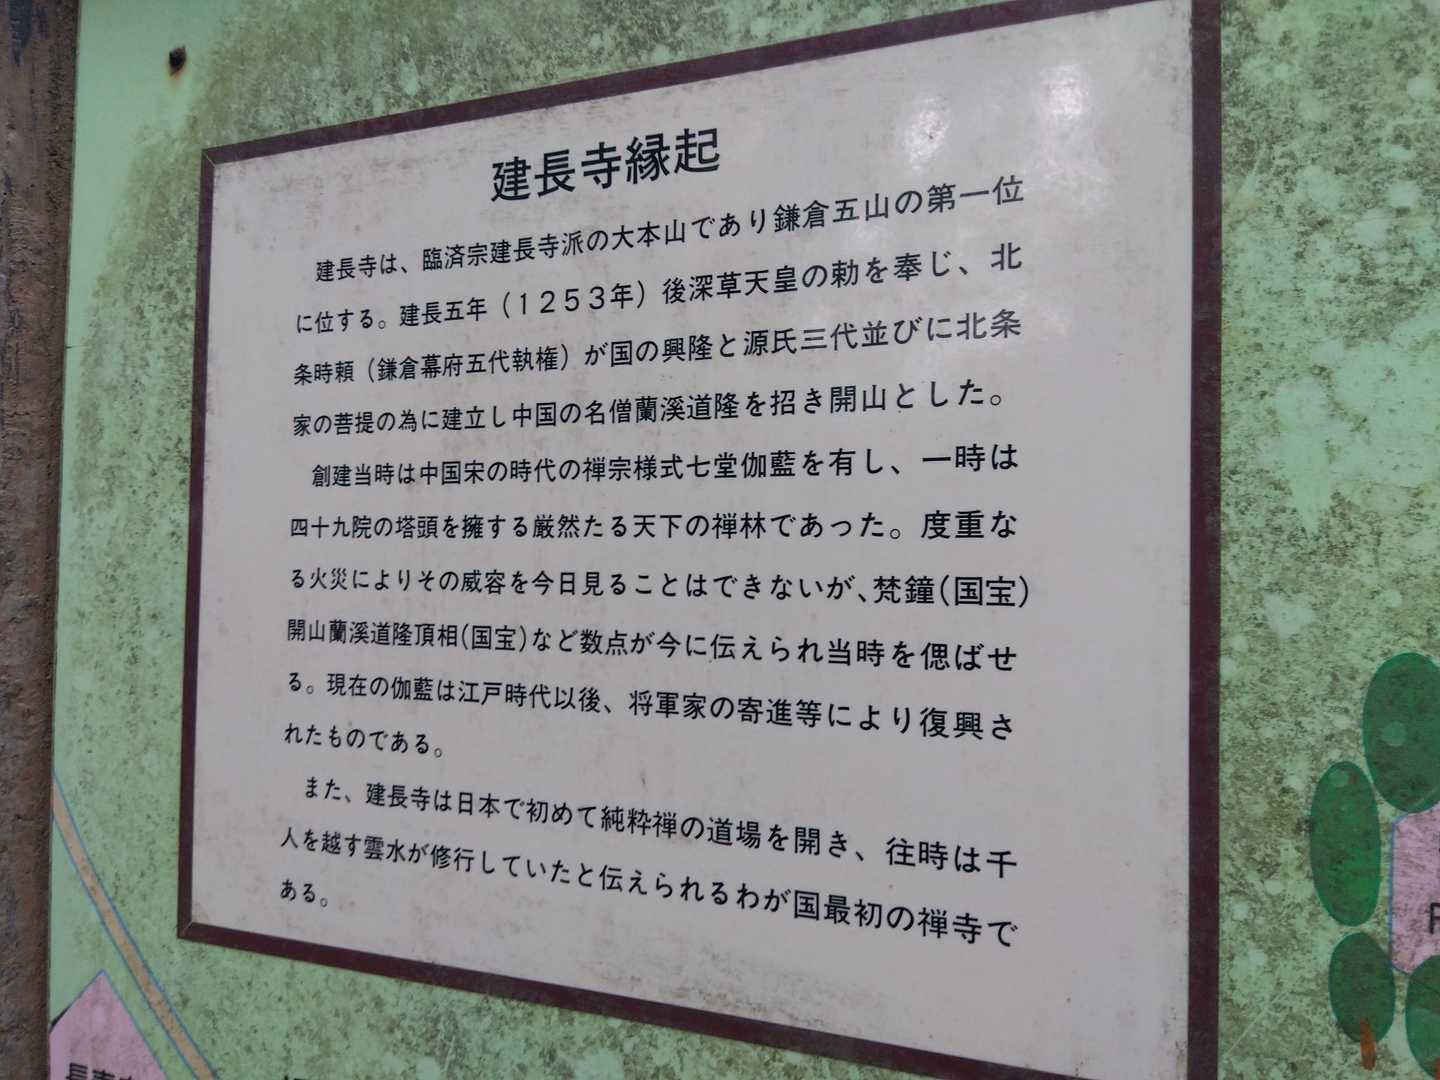 建長寺縁起
建長寺は、臨済宗建長寺派の大本山であり鎌倉五山の第一位
に位する。建長五年（１２５３年）後深草天皇の勅を奉じ、北
条時頼（鎌倉幕府五代執権）が国の興隆と源氏三代並びに北条
家の菩提の為に建立し中国の名僧蘭溪道隆を招き開山とした。
創建当時は中国宋の時代の禅宗様式七堂伽藍を有し、一時は
四十九院の塔頭を擁する厳然たる天下の禅林であった。度重な
る火災によりその威容を今日見ることはできないが、梵鐘(国宝)
開山蘭溪道隆頂相(国宝)など数点が今に伝えられ当時を偲ばせ
る。現在の伽藍は江戸時代以後、将軍家の寄進等により復興さ
れたものである。
また、建長寺は日本で初めて純粋禅の道場を開き、往時は千
人を越す雲水が修行していたと伝えられるわが国最初の禅寺で
ある。